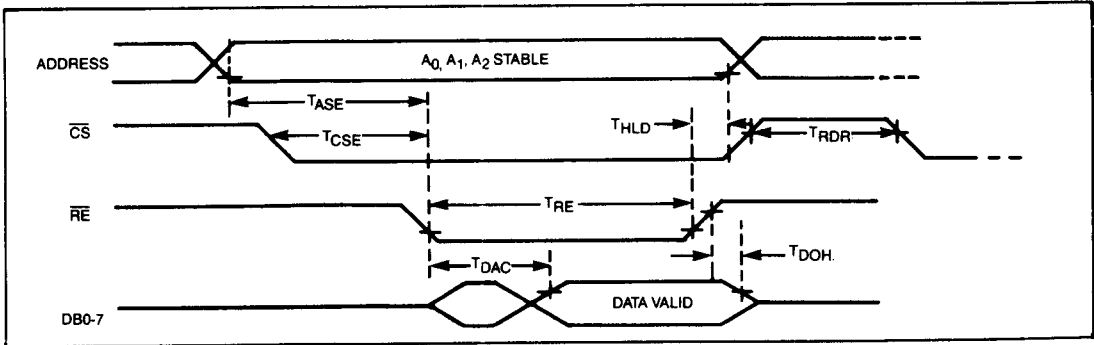 ADDRESS
A0, A1, A2 STABLE
TASE
CS
TCSE
THLD
TRDR
RE
TRE
TDAC
TDOH.
DB0-7
DATA VALID